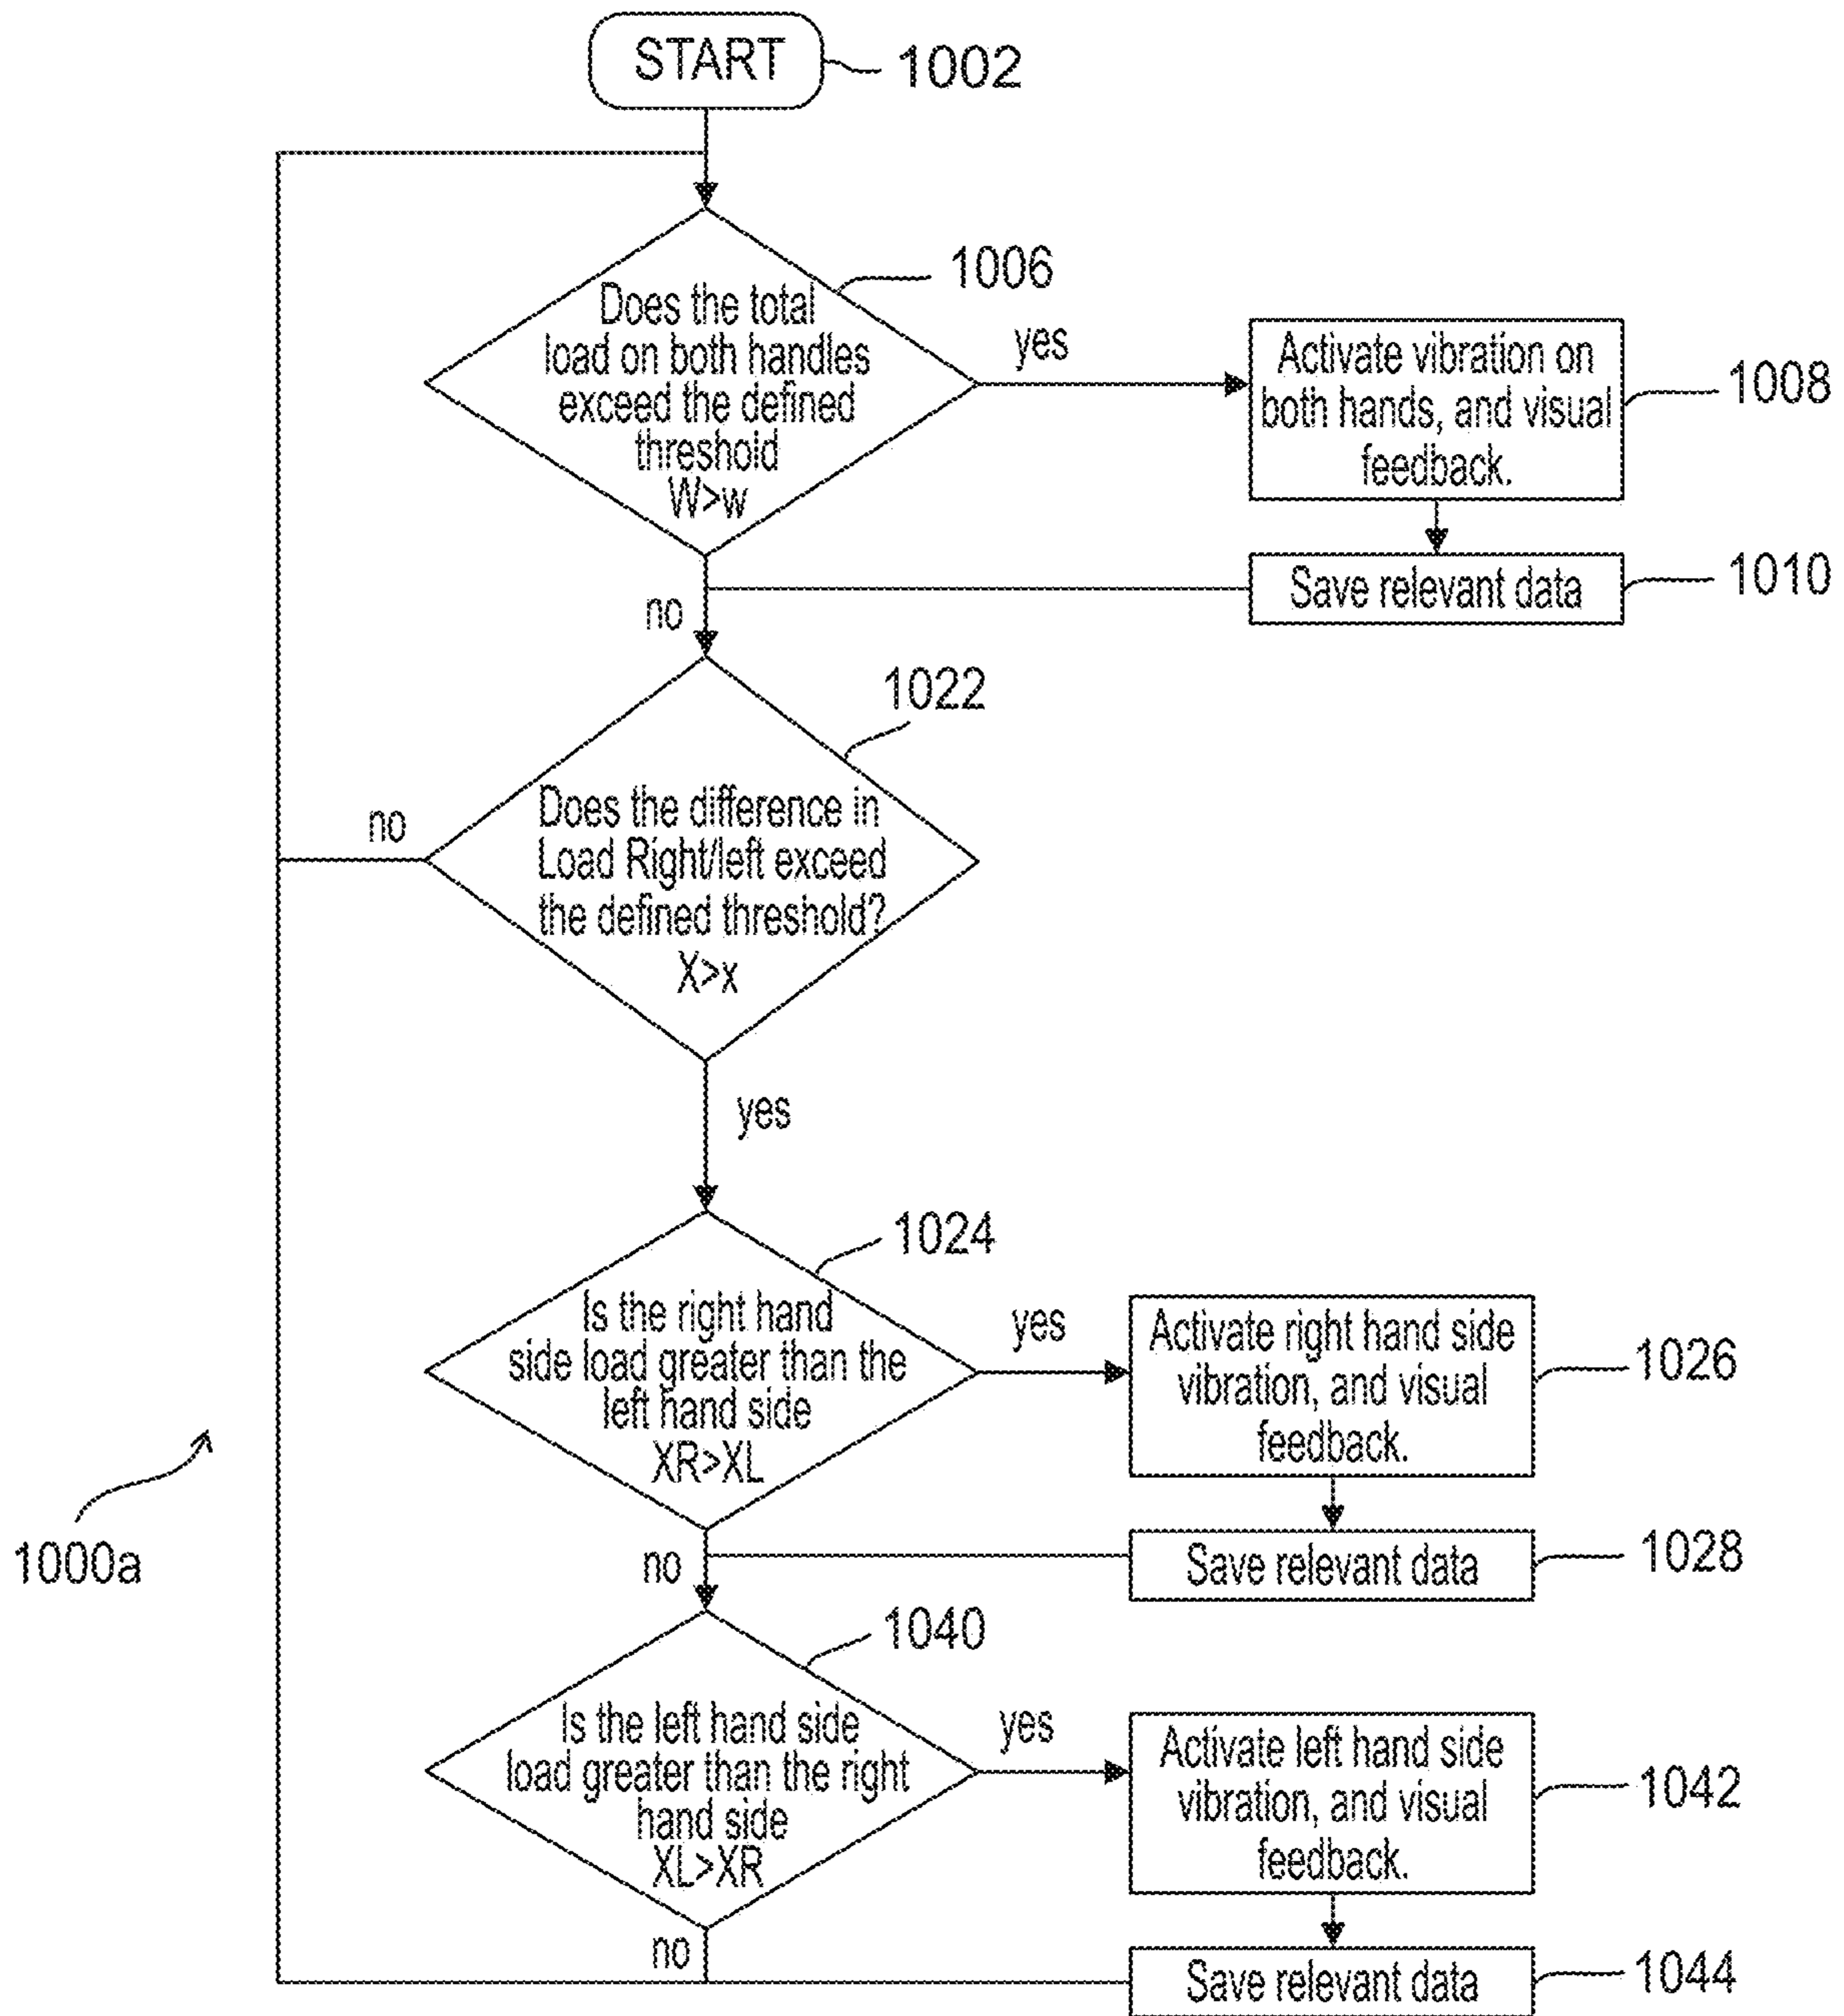 START
1002
1006
Does the total
load on both handles
exceed the defined
threshold
W>w
yes
Activate vibration on
both hands, and visual
feedback.
1008
Save relevant data
1010
no
1022
Does the difference in
Load Right/left exceed
the defined threshold?
X>x
no
yes
1024
Is the right hand
side load greater than the
left hand side
XR>XL
yes
Activate right hand side
vibration, and visual
feedback.
1026
1000a
no
Save relevant data
1028
1040
Is the left hand side
load greater than the right
hand side
XL>XR
yes
Activate left hand side
vibration, and visual
feedback.
1042
no
Save relevant data
1044